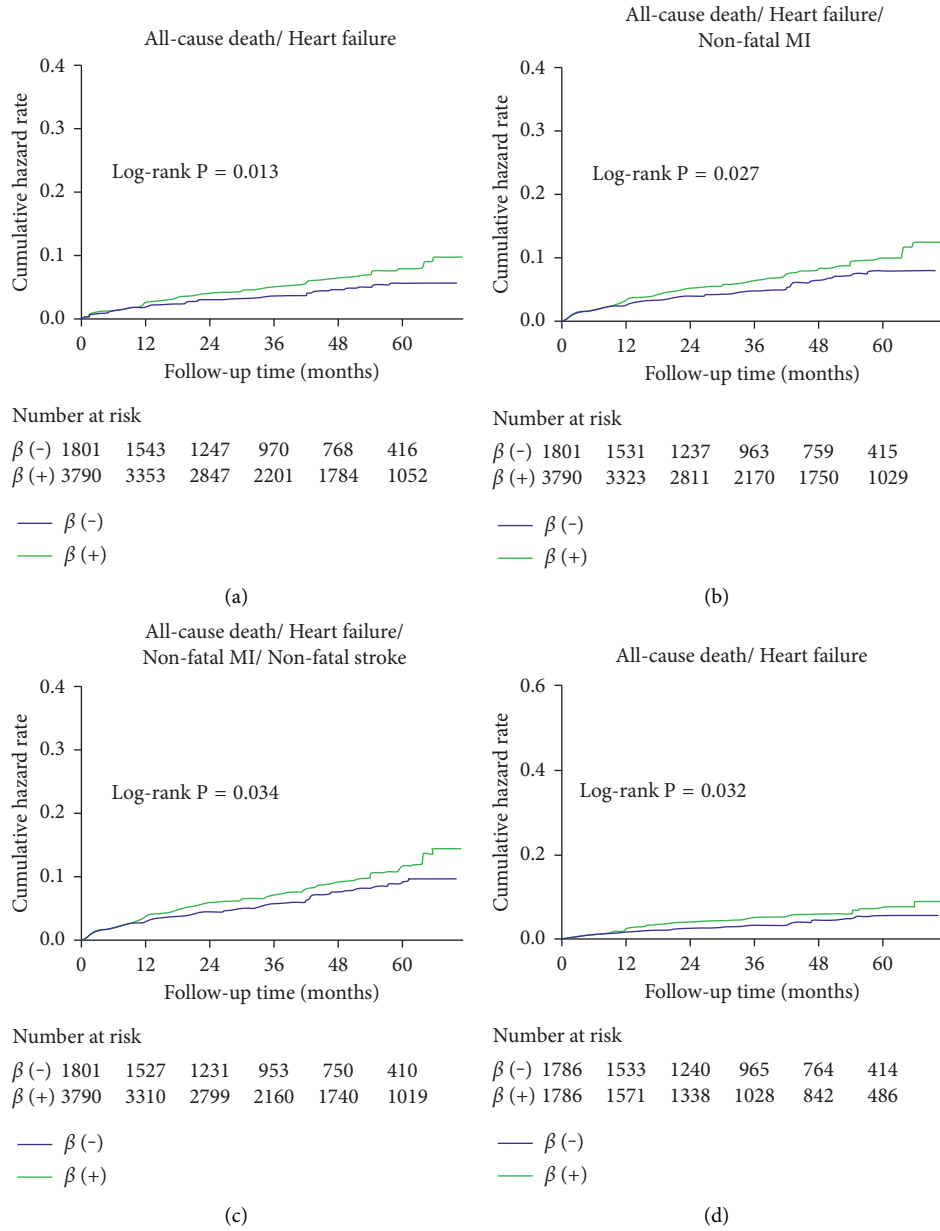 All-cause death/ Heart failure
0.4
0.3
0.2
0.1
0.0
Cumulative hazard rate
Log-rank P = 0.013
0 12 24 36 48 60
Follow-up time (months)
Number at risk
β (–) 1801 1543 1247 970 768 416
β (+) 3790 3353 2847 2201 1784 1052
β (–)
β (+)
(a)
All-cause death/ Heart failure/
Non-fatal MI
0.4
0.3
0.2
0.1
0.0
Cumulative hazard rate
Log-rank P = 0.027
0 12 24 36 48 60
Follow-up time (months)
Number at risk
β (–) 1801 1531 1237 963 759 415
β (+) 3790 3323 2811 2170 1750 1029
β (–)
β (+)
(b)
All-cause death/ Heart failure/
Non-fatal MI/ Non-fatal stroke
0.4
0.3
0.2
0.1
0.0
Cumulative hazard rate
Log-rank P = 0.034
0 12 24 36 48 60
Follow-up time (months)
Number at risk
β (–) 1801 1527 1231 953 750 410
β (+) 3790 3310 2799 2160 1740 1019
β (–)
β (+)
(c)
All-cause death/ Heart failure
0.6
0.4
0.2
0.0
Cumulative hazard rate
Log-rank P = 0.032
0 12 24 36 48 60
Follow-up time (months)
Number at risk
β (–) 1786 1533 1240 965 764 414
β (+) 1786 1571 1338 1028 842 486
β (–)
β (+)
(d)